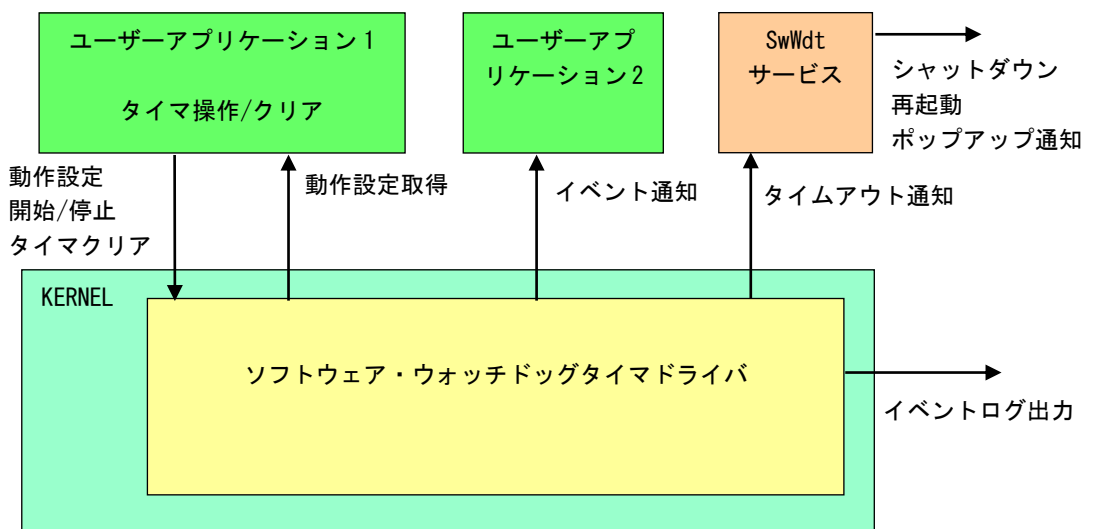 ユーザーアプリケーション1
タイマ操作/クリア
ユーザーアプ
リケーション2
SwWdt
サービス
シャットダウン
再起動
ポップアップ通知
動作設定
開始/停止
タイマクリア
動作設定取得
イベント通知
タイムアウト通知
KERNEL
ソフトウェア・ウォッチドッグタイマドライバ
イベントログ出力